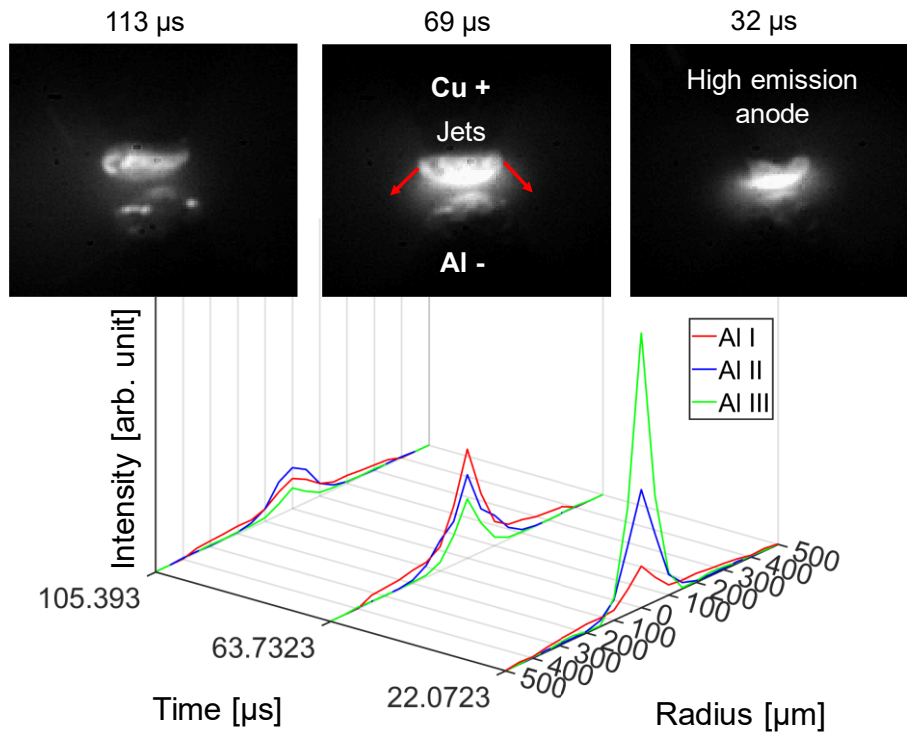 113 µs
69 µs
32 µs
Cu +
Jets
Al -
High emission
anode
Intensity [arb. unit]
Al I
Al II
Al III
105.393
63.7323
22.0723
Time [µs]
500
400
300
200
100
0
100
200
300
400
500
Radius [µm]